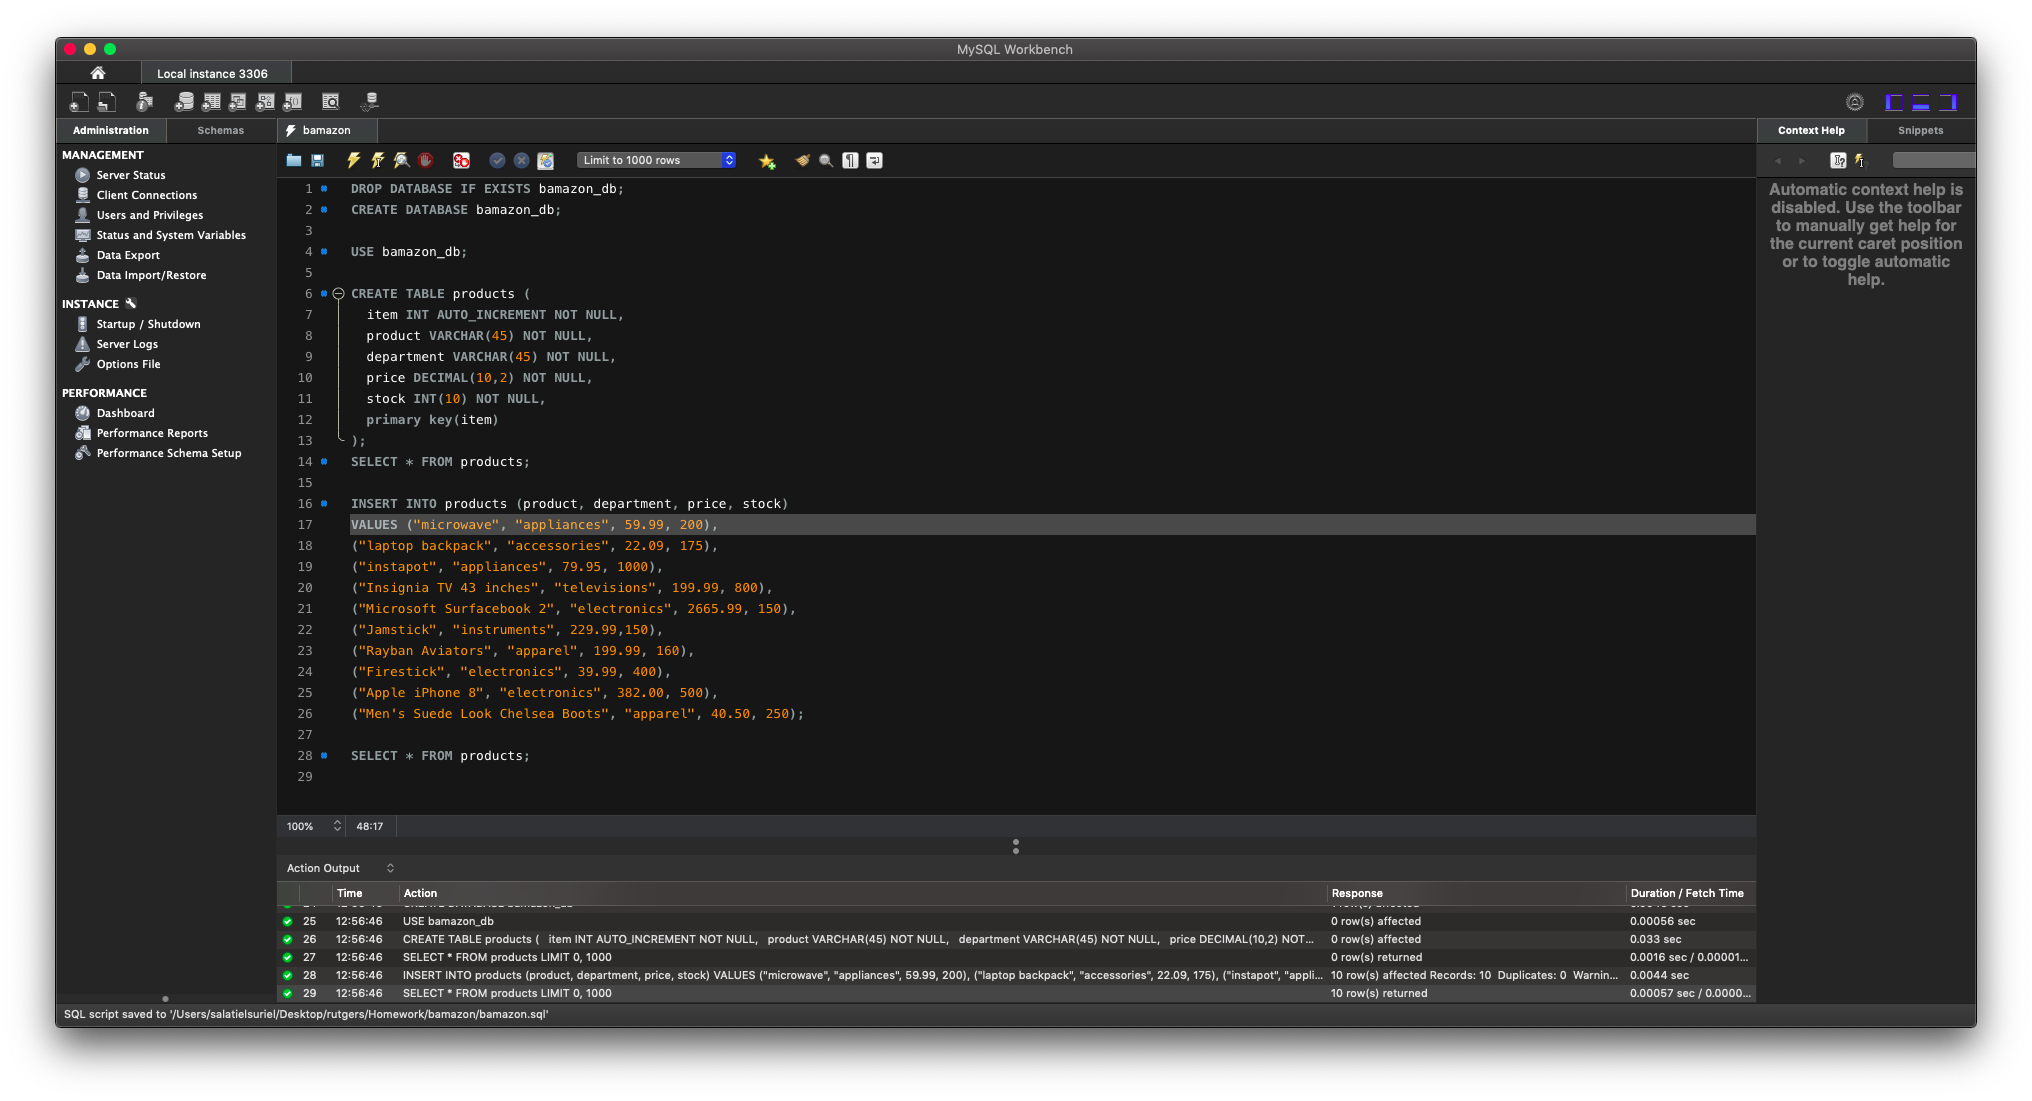 MySQL Workbench
Local instance 3306
Administration
Schemas
MANAGEMENT
Server Status
Client Connections
Users and Privileges
Status and System Variables
Data Export
Data Import/Restore
INSTANCE
Startup / Shutdown
Server Logs
Options File
PERFORMANCE
Dashboard
Performance Reports
Performance Schema Setup
bamazon
Limit to 1000 rows
1 DROP DATABASE IF EXISTS bamazon_db;
2 CREATE DATABASE bamazon_db;
3
4 USE bamazon_db;
5
6 CREATE TABLE products (
7 item INT AUTO_INCREMENT NOT NULL,
8 product VARCHAR(45) NOT NULL,
9 department VARCHAR(45) NOT NULL,
10 price DECIMAL(10,2) NOT NULL,
11 stock INT(10) NOT NULL,
12 primary key(item)
13 );
14 SELECT * FROM products;
15
16 INSERT INTO products (product, department, price, stock)
17 VALUES ("microwave", "appliances", 59.99, 200),
18 ("laptop backpack", "accessories", 22.09, 175),
19 ("instapot", "appliances", 79.95, 1000),
20 ("Insignia TV 43 inches", "televisions", 199.99, 800),
21 ("Microsoft Surfacebook 2", "electronics", 2665.99, 150),
22 ("Jamstick", "instruments", 229.99,150),
23 ("Rayban Aviators", "apparel", 199.99, 160),
24 ("Firestick", "electronics", 39.99, 400),
25 ("Apple iPhone 8", "electronics", 382.00, 500),
26 ("Men's Suede Look Chelsea Boots", "apparel", 40.50, 250);
27
28 SELECT * FROM products;
29
100% 48:17
Context Help
Snippets
Automatic context help is
disabled. Use the toolbar
to manually get help for
the current caret position
or to toggle automatic
help.
Action Output
Time Action Response Duration / Fetch Time
25 12:56:46 USE bamazon_db 0 row(s) affected 0.00056 sec
26 12:56:46 CREATE TABLE products ( item INT AUTO_INCREMENT NOT NULL, product VARCHAR(45) NOT NULL, department VARCHAR(45) NOT NULL, price DECIMAL(10,2) NOT... 0 row(s) affected 0.033 sec
27 12:56:46 SELECT * FROM products LIMIT 0, 1000 0 row(s) returned 0.0016 sec / 0.00001...
28 12:56:46 INSERT INTO products (product, department, price, stock) VALUES ("microwave", "appliances", 59.99, 200), ("laptop backpack", "accessories", 22.09, 175), ("instapot", "appli... 10 row(s) affected Records: 10 Duplicates: 0 Warnin... 0.0044 sec
29 12:56:46 SELECT * FROM products LIMIT 0, 1000 10 row(s) returned 0.00057 sec / 0.0000...
SQL script saved to '/Users/salatielsuriel/Desktop/rutgers/Homework/bamazon/bamazon.sql'